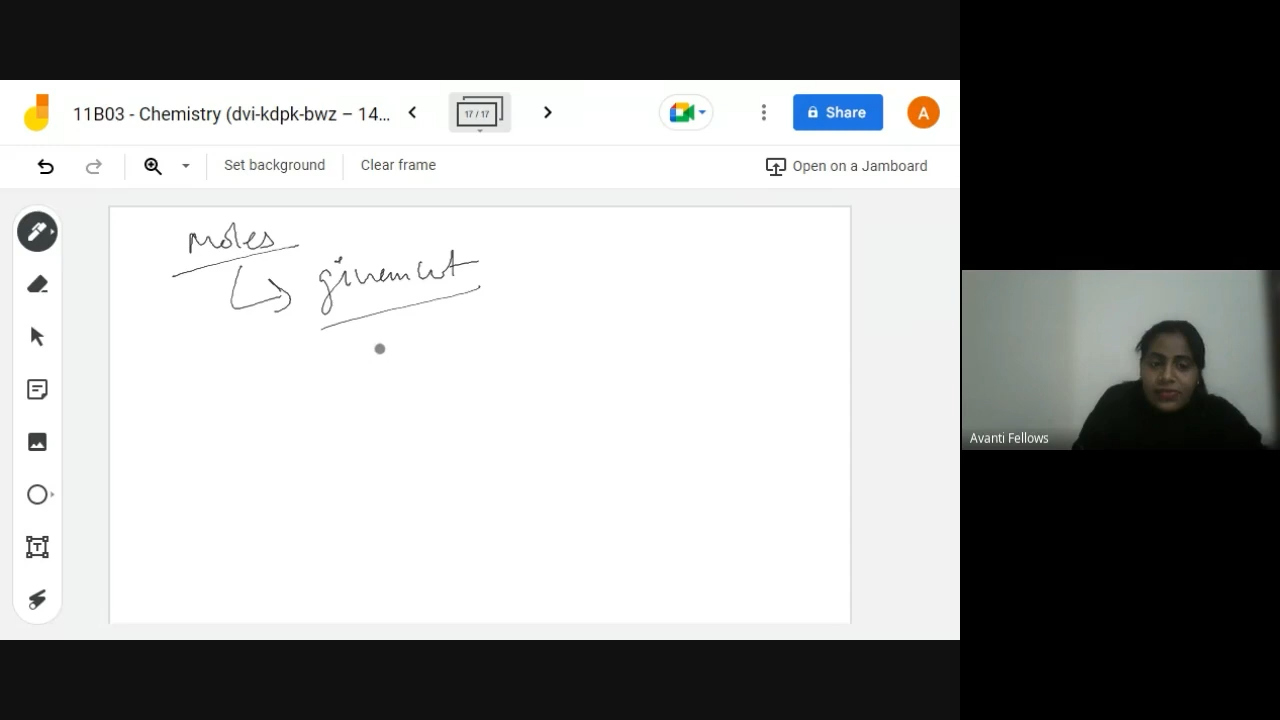 11B03 - Chemistry (dvi-kdpk-bwz – 14...
17 / 17
Share
A
Set background
Clear frame
Open on a Jamboard
moles
given wt
T
Avanti Fellows